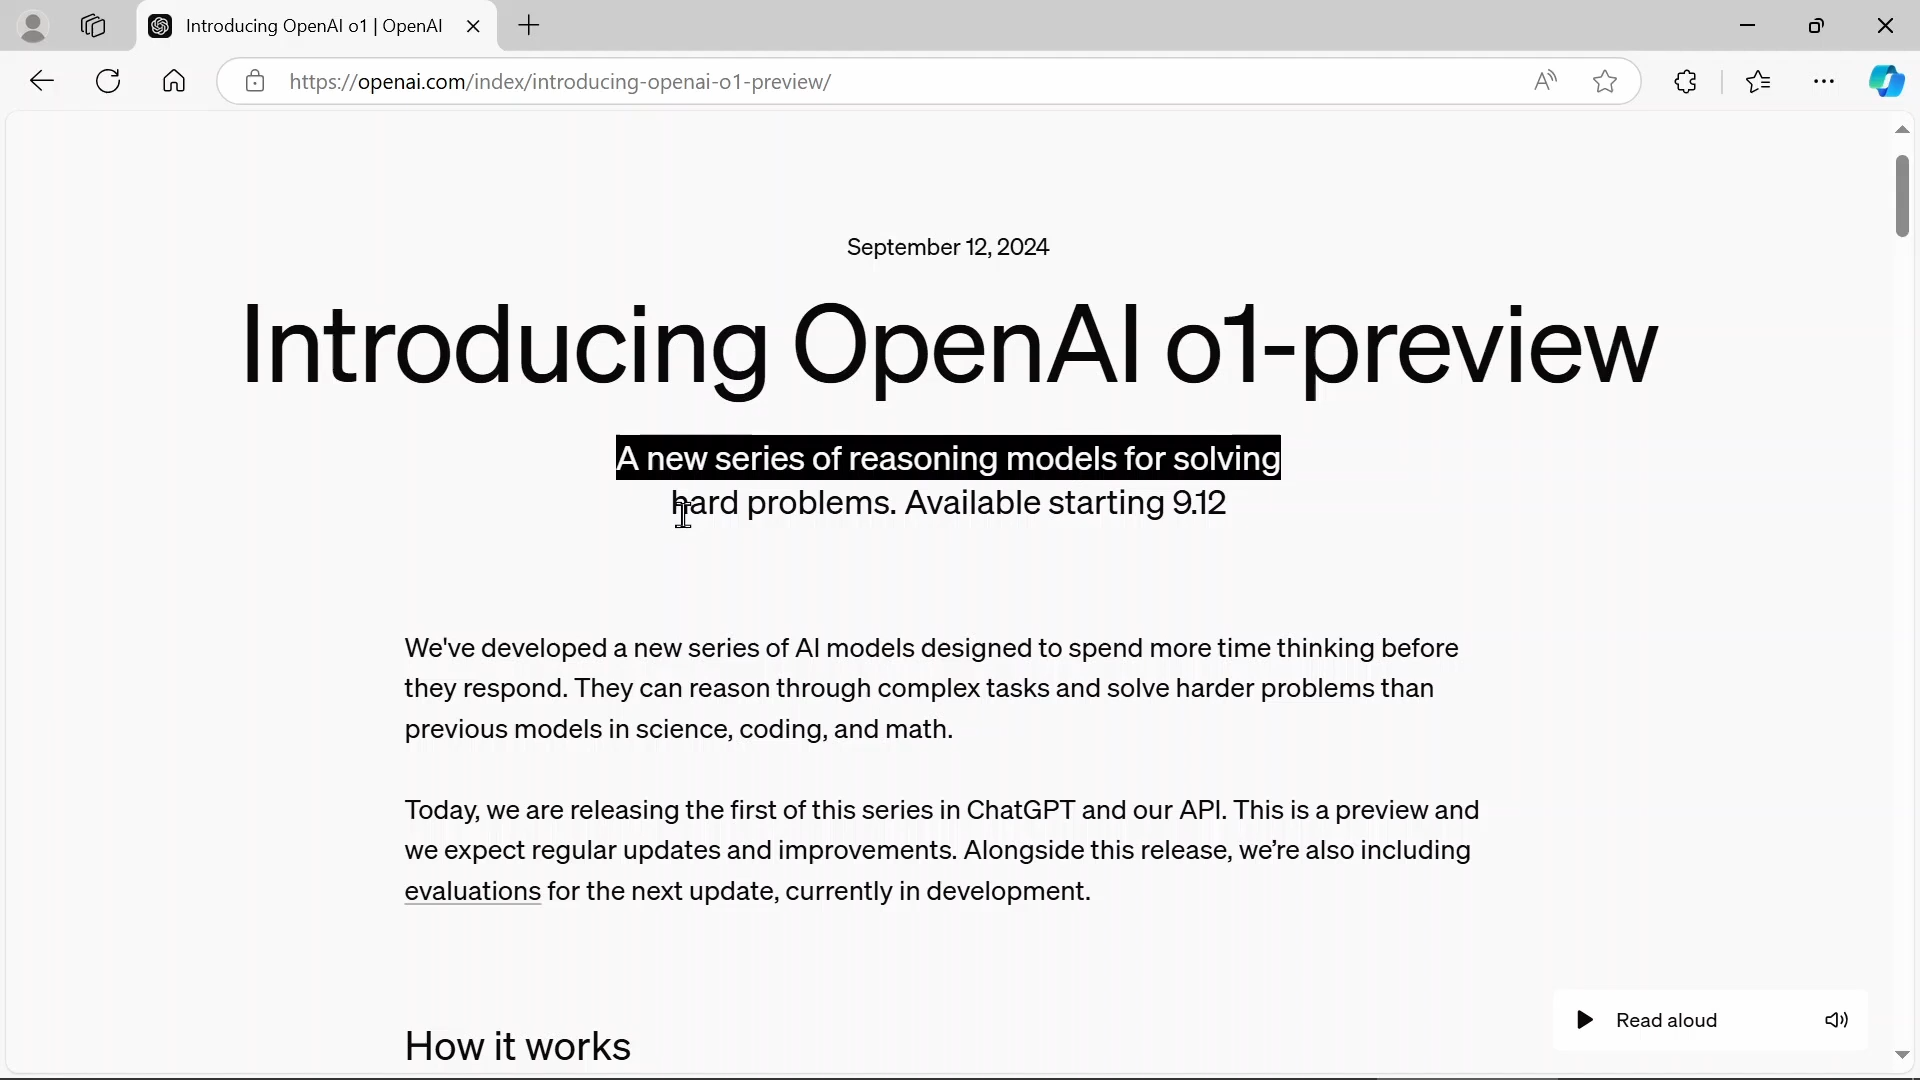 Introducing OpenAI o1 | OpenAI
https://openai.com/index/introducing-openai-o1-preview/
September 12, 2024
Introducing OpenAI o1-preview
A new series of reasoning models for solving
hard problems. Available starting 9.12
We've developed a new series of AI models designed to spend more time thinking before
they respond. They can reason through complex tasks and solve harder problems than
previous models in science, coding, and math.
Today, we are releasing the first of this series in ChatGPT and our API. This is a preview and
we expect regular updates and improvements. Alongside this release, we’re also including
evaluations for the next update, currently in development.
How it works
Read aloud